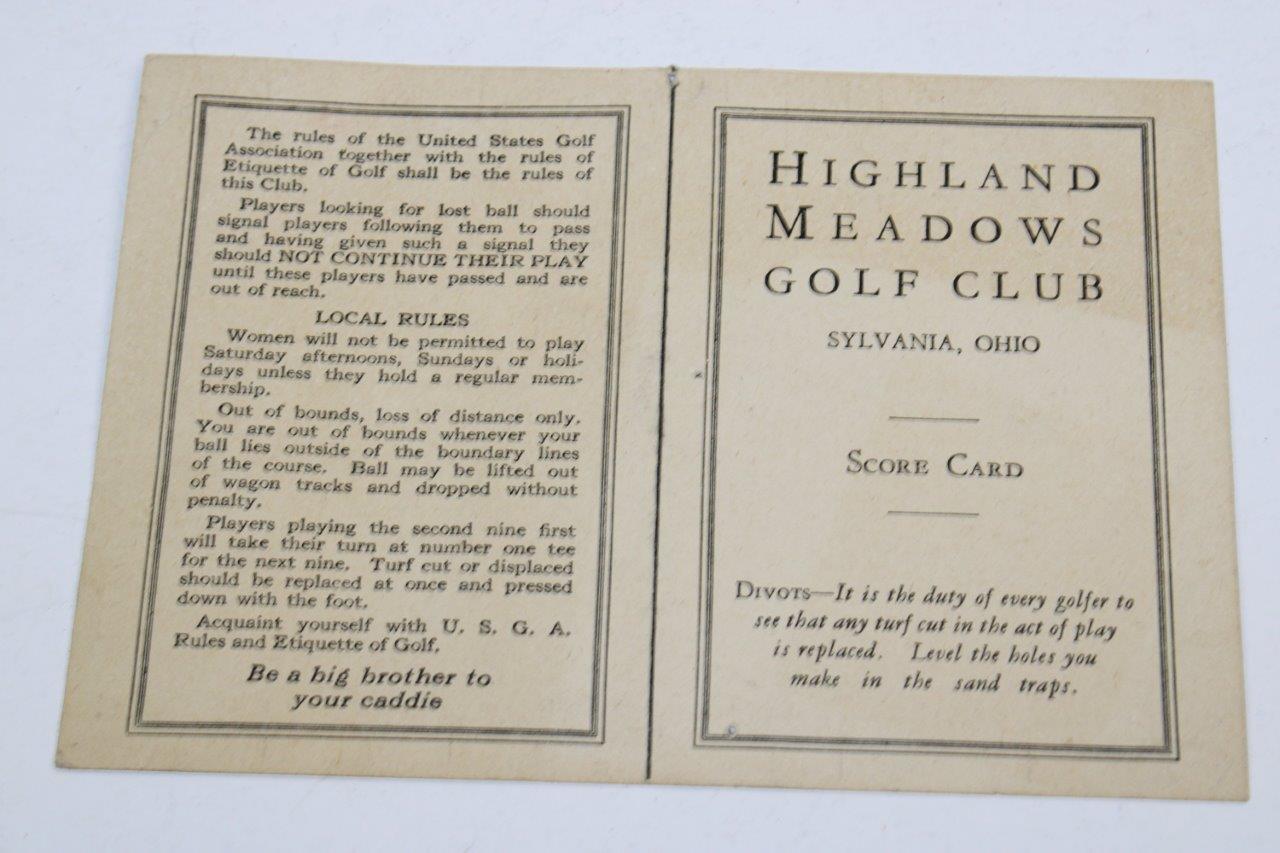 The rules of the United States Golf
Association together with the rules of
Etiquette of Golf shall be the rules of
this Club.
Players looking for lost ball should
signal players following them to pass
and having given such a signal they
should NOT CONTINUE THEIR PLAY
until these players have passed and are
out of reach.
LOCAL RULES
Women will not be permitted to play
Saturday afternoons, Sundays or holi-
days unless they hold a regular mem-
bership.
Out of bounds, loss of distance only.
You are out of bounds whenever your
ball lies outside of the boundary lines
of the course. Ball may be lifted out
of wagon tracks and dropped without
penalty.
Players playing the second nine first
will take their turn at number one tee
for the next nine. Turf cut or displaced
should be replaced at once and pressed
down with the foot.
Acquaint yourself with U. S. G. A.
Rules and Etiquette of Golf.
Be a big brother to
your caddie
HIGHLAND
MEADOWS
GOLF CLUB
SYLVANIA, OHIO
SCORE CARD
DIVOTS—It is the duty of every golfer to
see that any turf cut in the act of play
is replaced. Level the holes you
make in the sand traps.